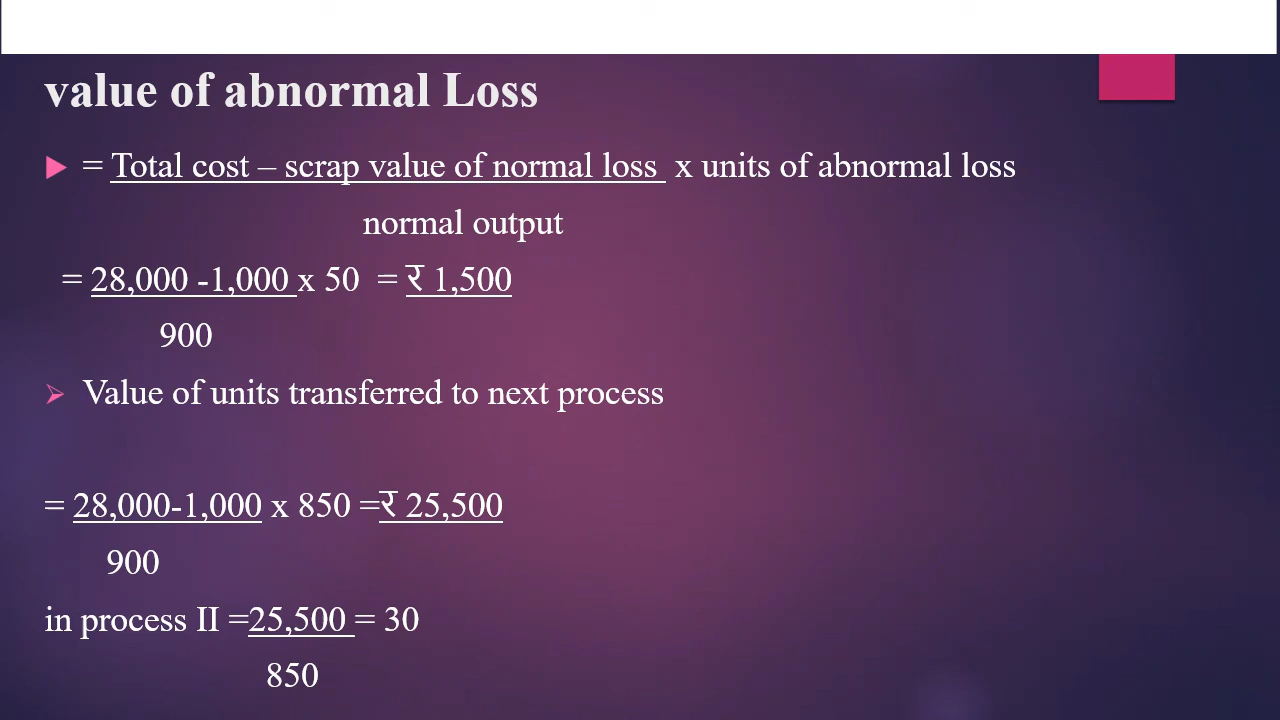 value of abnormal Loss
= Total cost – scrap value of normal loss x units of abnormal loss
normal output
= 28,000 -1,000 x 50 = ₹ 1,500
900
Value of units transferred to next process
= 28,000-1,000 x 850 =₹ 25,500
900
in process II =25,500 = 30
850